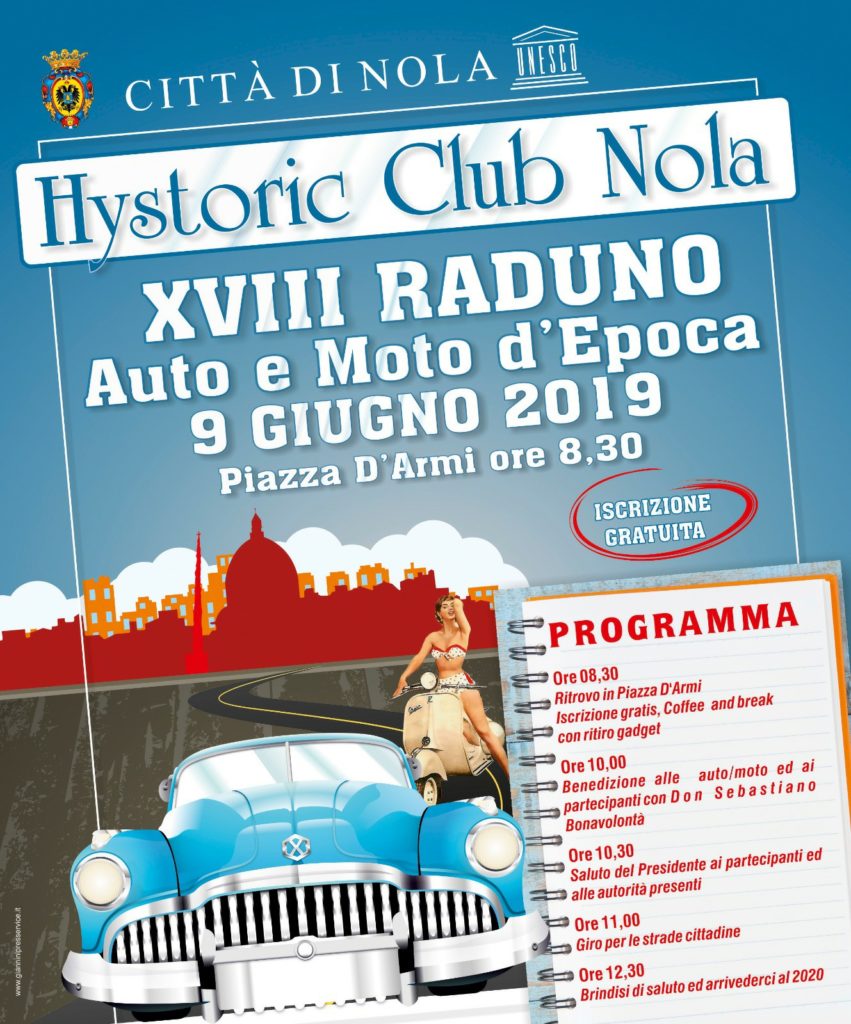 CITTÀ DI NOLA
UNESCO
Hystoric Club Nola
XVIII RADUNO
Auto e Moto d'Epoca
9 GIUGNO 2019
Piazza D'Armi ore 8,30
ISCRIZIONE
GRATUITA
PROGRAMMA
Ore 08,30
Ritrovo in Piazza D'Armi
Iscrizione gratis, Coffee and break
con ritiro gadget
Ore 10,00
Benedizione alle auto/moto ed ai
partecipanti con Don Sebastiano
Bonavolontà
Ore 10,30
Saluto del Presidente ai partecipanti ed
alle autorità presenti
Ore 11,00
Giro per le strade cittadine
Ore 12,30
Brindisi di saluto ed arrivederci al 2020
www.gianninipresservice.it